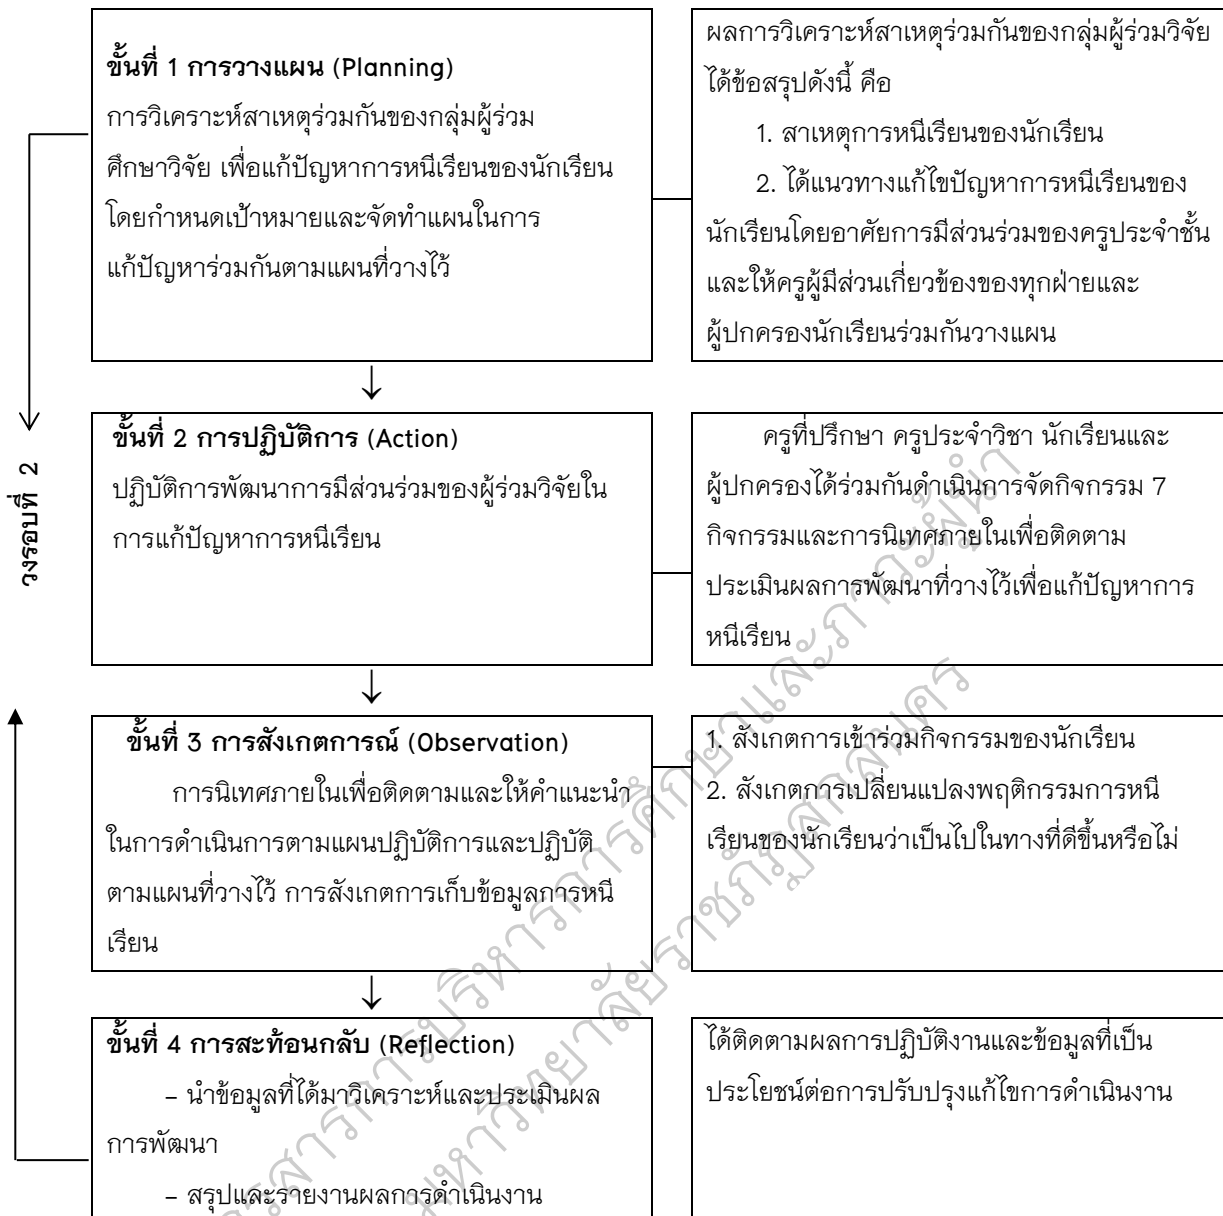 ขั้นที่ 1 การวางแผน (Planning)
การวิเคราะห์สาเหตุร่วมกันของกลุ่มผู้ร่วม
ศึกษาวิจัย เพื่อแก้ปัญหาการหนีเรียนของนักเรียน
โดยกำหนดเป้าหมายและจัดทำแผนในการ
แก้ปัญหาร่วมกันตามแผนที่วางไว้
ผลการวิเคราะห์สาเหตุร่วมกันของกลุ่มผู้ร่วมวิจัย
ได้ข้อสรุปดังนี้ คือ
1. สาเหตุการหนีเรียนของนักเรียน
2. ได้แนวทางแก้ไขปัญหาการหนีเรียนของ
นักเรียนโดยอาศัยการมีส่วนร่วมของครูประจำชั้น
และให้ครูผู้มีส่วนเกี่ยวข้องของทุกฝ่ายและ
ผู้ปกครองนักเรียนร่วมกันวางแผน
วงรอบที่ 2
ขั้นที่ 2 การปฏิบัติการ (Action)
ปฏิบัติการพัฒนาการมีส่วนร่วมของผู้ร่วมวิจัยใน
การแก้ปัญหาการหนีเรียน
ครูที่ปรึกษา ครูประจำวิชา นักเรียนและ
ผู้ปกครองได้ร่วมกันดำเนินการจัดกิจกรรม 7
กิจกรรมและการนิเทศภายในเพื่อติดตาม
ประเมินผลการพัฒนาที่วางไว้เพื่อแก้ปัญหาการ
หนีเรียน
ขั้นที่ 3 การสังเกตการณ์ (Observation)
การนิเทศภายในเพื่อติดตามและให้คำแนะนำ
ในการดำเนินการตามแผนปฏิบัติการและปฏิบัติ
ตามแผนที่วางไว้ การสังเกตการเก็บข้อมูลการหนี
เรียน
1. สังเกตการเข้าร่วมกิจกรรมของนักเรียน
2. สังเกตการเปลี่ยนแปลงพฤติกรรมการหนี
เรียนของนักเรียนว่าเป็นไปในทางที่ดีขึ้นหรือไม่
ขั้นที่ 4 การสะท้อนกลับ (Reflection)
– นำข้อมูลที่ได้มาวิเคราะห์และประเมินผล
การพัฒนา
– สรุปและรายงานผลการดำเนินงาน
ได้ติดตามผลการปฏิบัติงานและข้อมูลที่เป็น
ประโยชน์ต่อการปรับปรุงแก้ไขการดำเนินงาน
การบริหารการศึกษาและภาวะผู้นำ
มหาวิทยาลัยราชภัฏสกลนคร